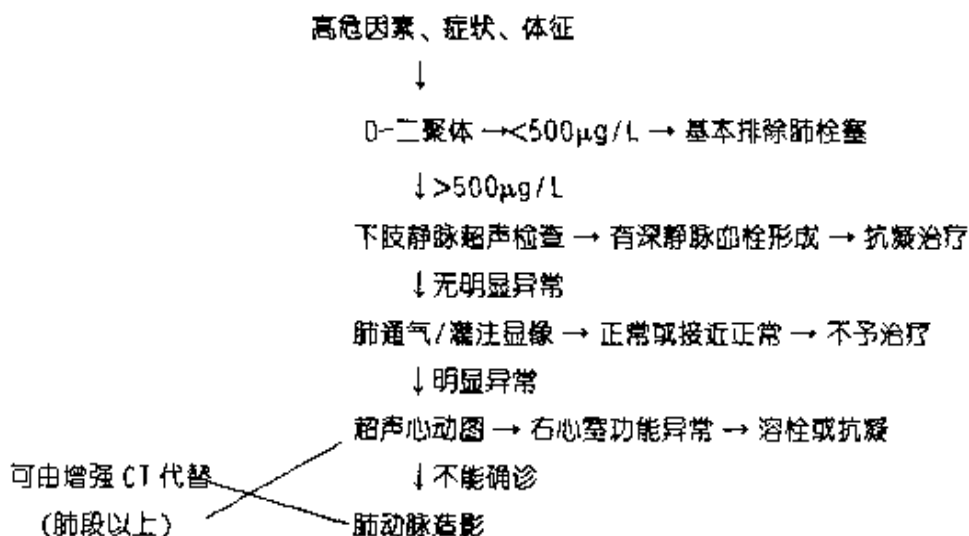 高危因素、症状、体征
↓
D-二聚体 →<500μg/L → 基本排除肺栓塞
↓>500μg/L
下肢静脉超声检查 → 有深静脉血栓形成 → 抗凝治疗
↓无明显异常
肺通气/灌注显像 → 正常或接近正常 → 不予治疗
↓明显异常
超声心动图 → 右心室功能异常 → 溶栓或抗凝
可由增强 CT 代替 ↓不能确诊
(肺段以上) 肺动脉造影